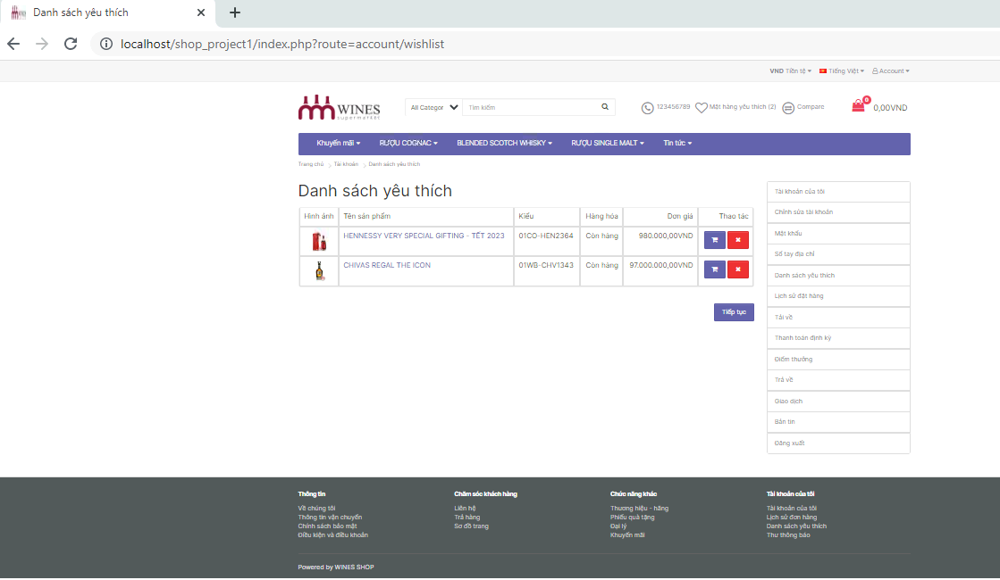 Danh sách yêu thích
localhost/shop_project1/index.php?route=account/wishlist
VND Tiền tệ Tiếng Việt Account
WINES
supermarket
All Categor Tìm kiếm 123456789 Mặt hàng yêu thích (2) Compare 0 0,00VND
Khuyến mãi RƯỢU COGNAC BLENDED SCOTCH WHISKY RƯỢU SINGLE MALT Tin tức
Trang chủ Tài khoản Danh sách yêu thích
Danh sách yêu thích
Hình ảnh Tên sản phẩm Kiểu Hàng hóa Đơn giá Thao tác
HENNESSY VERY SPECIAL GIFTING - TẾT 2023 01CO-HEN2364 Còn hàng 980.000,00VND
CHIVAS REGAL THE ICON 01WB-CHV1343 Còn hàng 97.000.000,00VND
Tiếp tục
Tài khoản của tôi
Chỉnh sửa tài khoản
Mật khẩu
Sổ tay địa chỉ
Danh sách yêu thích
Lịch sử đặt hàng
Tải về
Thanh toán định kỳ
Điểm thưởng
Trả về
Giao dịch
Bản tin
Đăng xuất
Thông tin
Về chúng tôi
Thông tin vận chuyển
Chính sách bảo mật
Điều kiện và điều khoản
Chăm sóc khách hàng
Liên hệ
Trả hàng
Sơ đồ trang
Chức năng khác
Thương hiệu - hãng
Phiếu quà tặng
Đại lý
Khuyến mãi
Tài khoản của tôi
Tài khoản của tôi
Lịch sử đơn hàng
Danh sách yêu thích
Thư thông báo
Powered by WINES SHOP